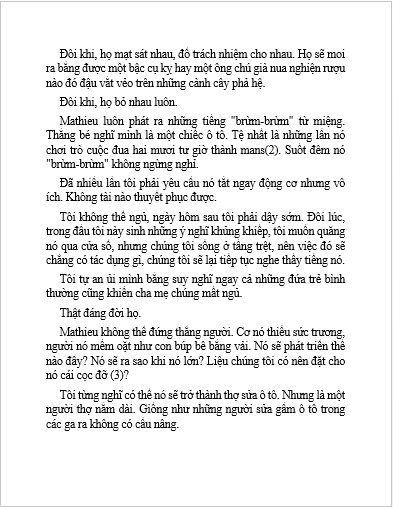 Đôi khi, họ mạt sát nhau, đổ trách nhiệm cho nhau. Họ sẽ moi
ra bằng được một bậc cụ kỵ hay một ông chú già nua nghiện rượu
nào đó đậu vắt vẻo trên những cành cây phả hệ.
Đôi khi, họ bỏ nhau luôn.
Mathieu luôn phát ra những tiếng "brừm-brừm" từ miệng.
Thằng bé nghĩ mình là một chiếc ô tô. Tệ nhất là những lần nó
chơi trò cuộc đua hai mươi tư giờ thành mans(2). Suốt đêm nó
"brừm-brừm" không ngừng nghỉ.
Đã nhiều lần tôi phải yêu cầu nó tắt ngay động cơ nhưng vô
ích. Không tài nào thuyết phục được.
Tôi không thể ngủ, ngày hôm sau tôi phải dậy sớm. Đôi lúc,
trong đầu tôi nảy sinh những ý nghĩ khủng khiếp, tôi muốn quăng
nó qua cửa sổ, nhưng chúng tôi sống ở tầng trệt, nên việc đó sẽ
chẳng có tác dụng gì, chúng tôi sẽ lại tiếp tục nghe thấy tiếng nó.
Tôi tự an ủi mình bằng suy nghĩ ngay cả những đứa trẻ bình
thường cũng khiến cha mẹ chúng mất ngủ.
Thật đáng đời họ.
Mathieu không thể đứng thẳng người. Cơ nó thiếu sức trương,
người nó mềm oặt như con búp bê bằng vải. Nó sẽ phát triển thế
nào đây? Nó sẽ ra sao khi nó lớn? Liệu chúng tôi có nên đặt cho
nó cái cọc đỡ (3)?
Tôi từng nghĩ có thể nó sẽ trở thành thợ sửa ô tô. Nhưng là một
người thợ nằm dài. Giống như những người sửa gầm ô tô trong
các ga ra không có cầu nâng.